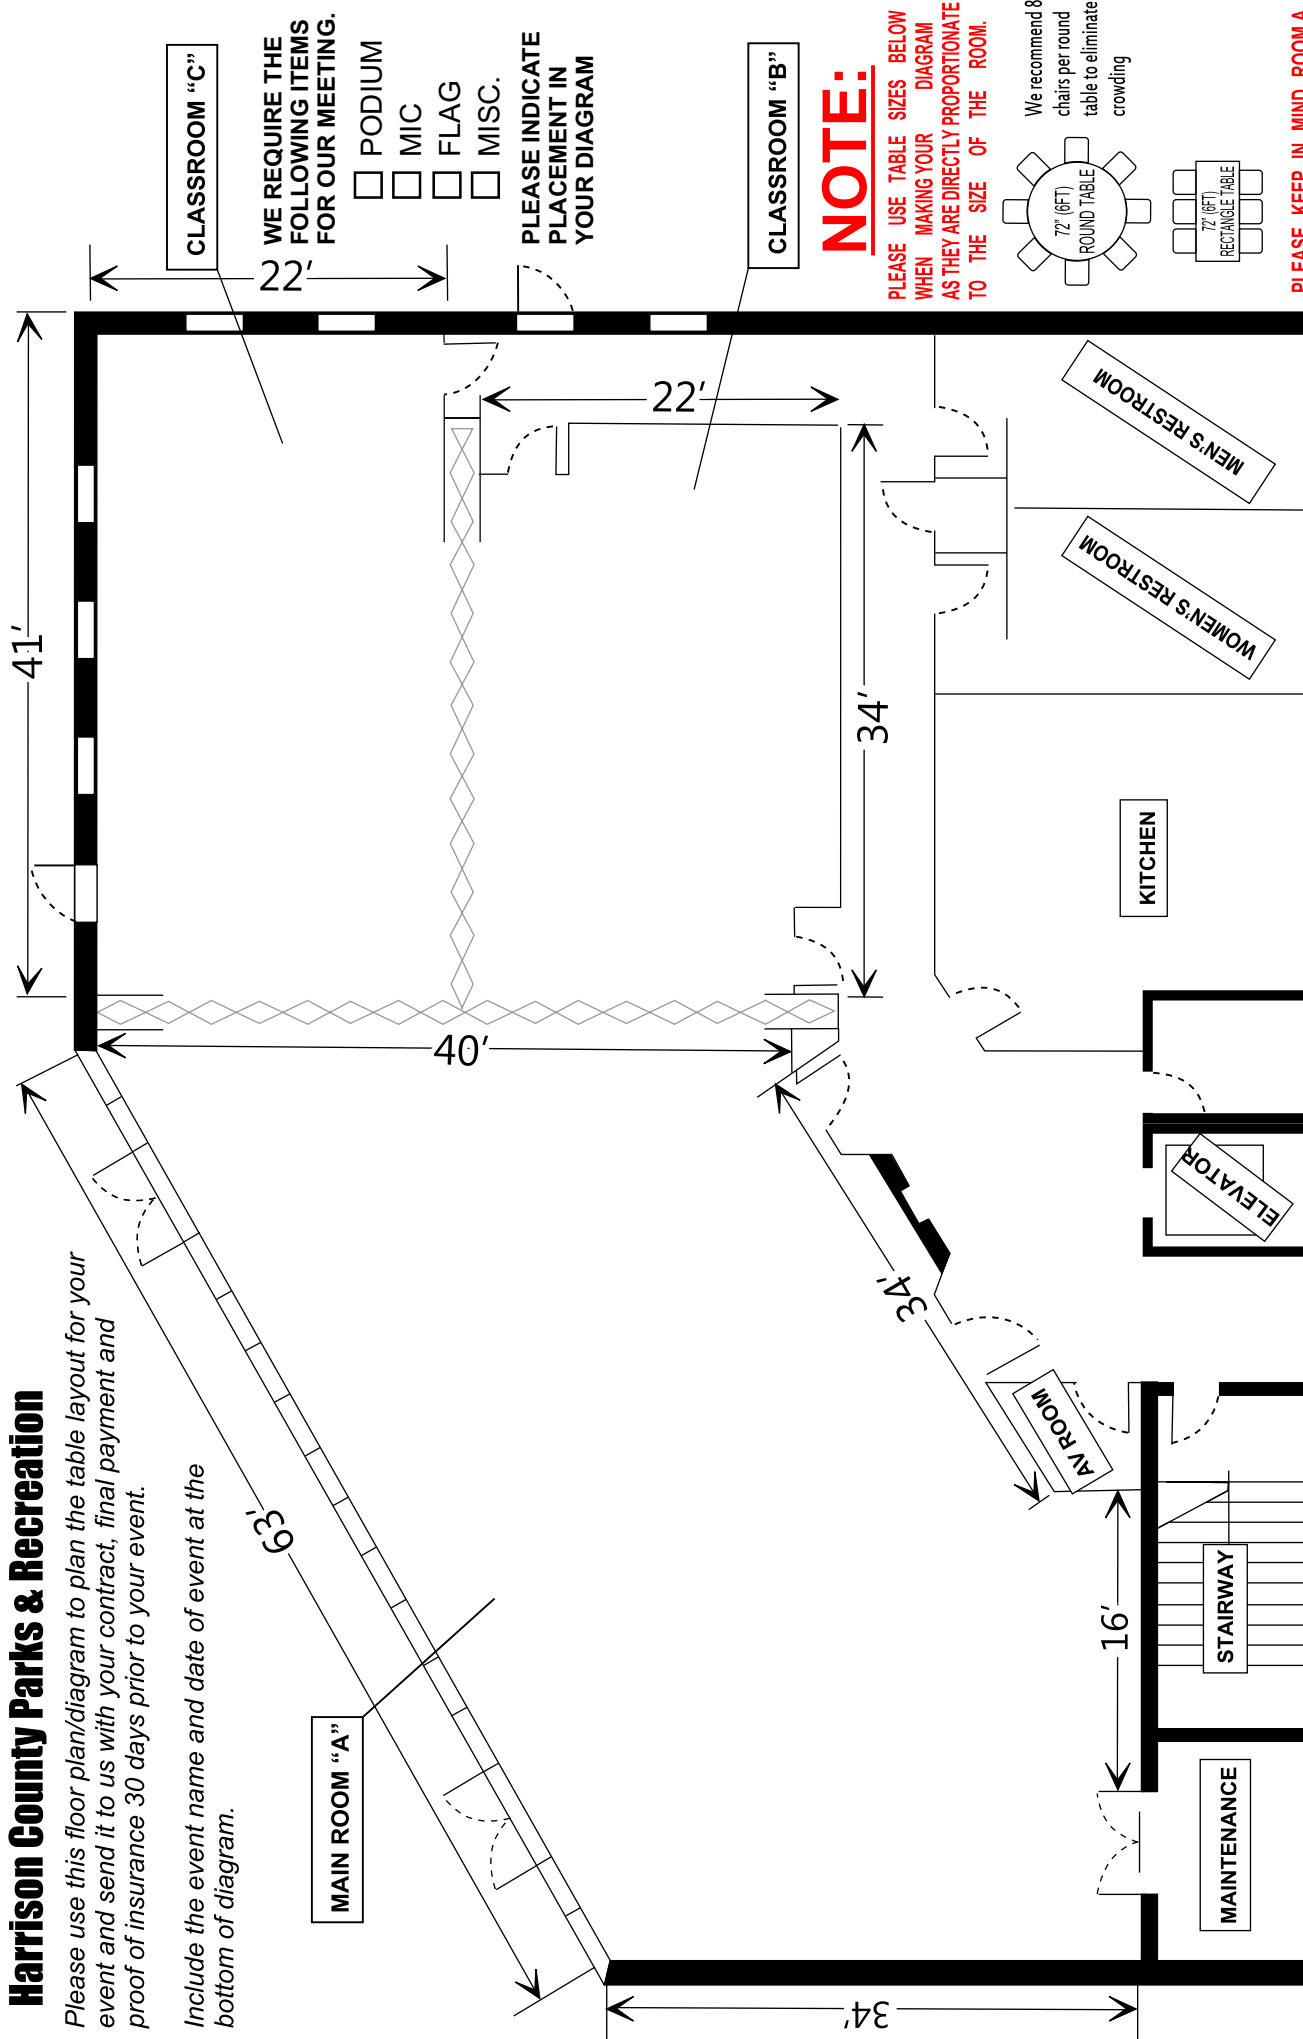 Harrison County Parks & Recreation
Please use this floor plan/diagram to plan the table layout for your
event and send it to us with your contract, final payment and
proof of insurance 30 days prior to your event.
Include the event name and date of event at the
bottom of diagram.
41’
22’
CLASSROOM “C”
WE REQUIRE THE
FOLLOWING ITEMS
FOR OUR MEETING.
PODIUM
MIC
FLAG
MISC.
PLEASE INDICATE
PLACEMENT IN
YOUR DIAGRAM
CLASSROOM “B”
NOTE:
PLEASE USE TABLE SIZES BELOW
WHEN MAKING YOUR DIAGRAM
AS THEY ARE DIRECTLY PROPORTIONATE
TO THE SIZE OF THE ROOM.
72” (6FT)
ROUND TABLE
We recommend 8
chairs per round
table to eliminate
crowding
72” (6FT)
RECTANGLE TABLE
PLEASE KEEP IN MIND ROOM A
63’
MAIN ROOM “A”
40’
22’
34’
34’
AV ROOM
16’
34’
MAINTENANCE
STAIRWAY
ELEVATOR
KITCHEN
WOMEN’S RESTROOM
MEN’S RESTROOM